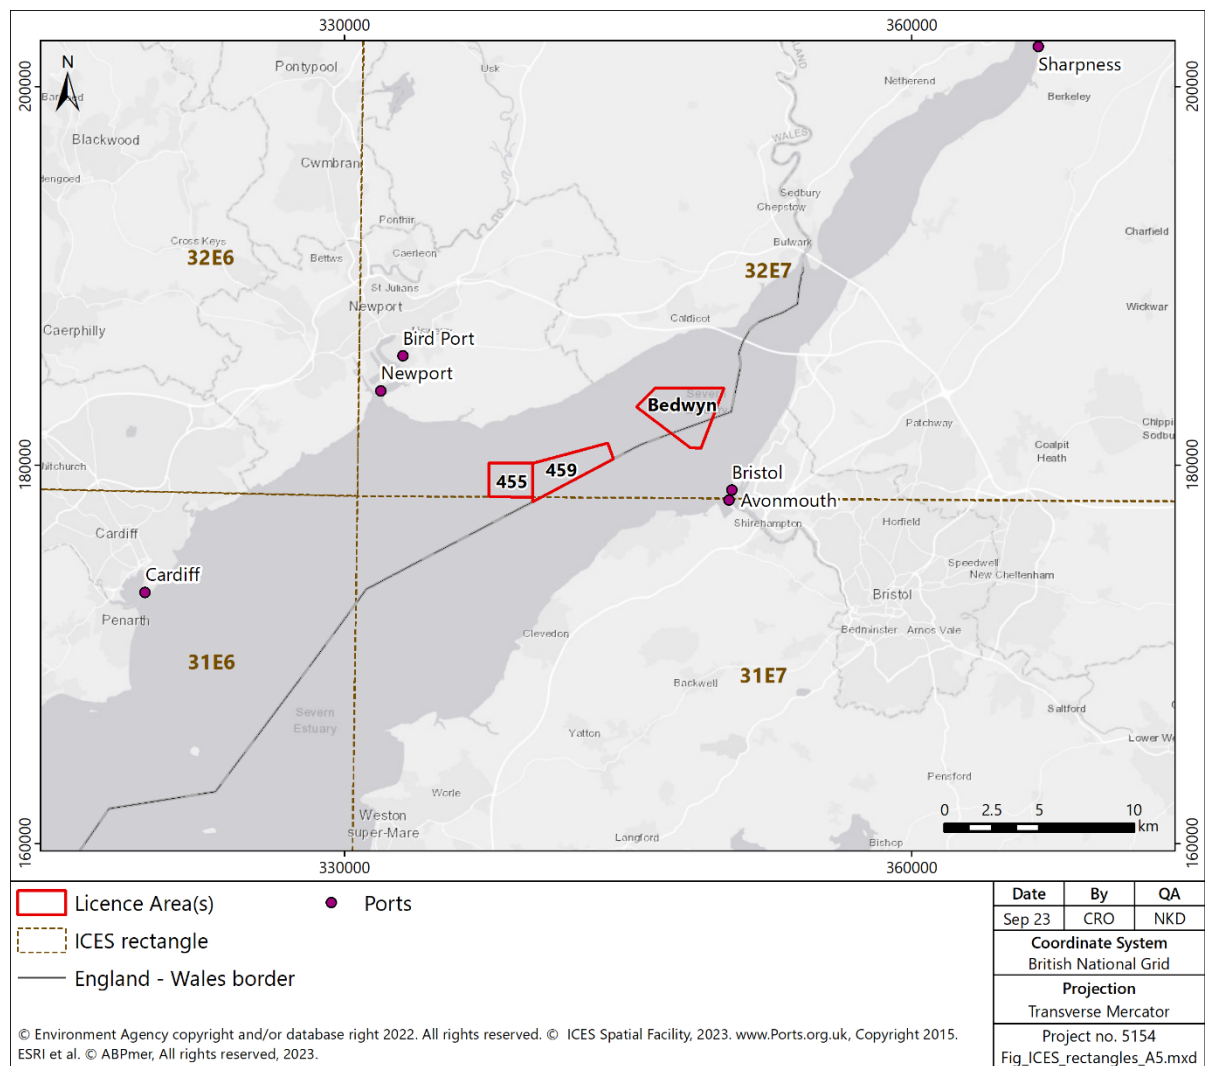 330000
360000
N
Pontypool
Usk
Sharpness
200000
200000
Netherend
Berkeley
Blackwood
WALES
Cwmbran
Sedbury
Chepstow
Ponthir
Charfield
Cross Keys
Bulwark
32E6
Bettws
Caerleon
32E7
St Julians
Newport
Wickwar
Caldicot
Caerphilly
Bird Port
Newport
Bedwyn
Patchway
Coalpit
Heath
180000
180000
459
455
Bristol
Avonmouth
Shirehampton
Horfield
Cardiff
Speedwell
New Cheltenham
Cardiff
Bristol
Penarth
Clevedon
Bedminster
Arnos Vale
31E6
31E7
Backwell
Saltford
Severn
Estuary
Yatton
Lower We
Pensford
Worle
0 2.5 5 10
km
Weston
super-Mare
Langford
Bishop
160000
160000
330000
360000
Licence Area(s)
Ports
ICES rectangle
England - Wales border
Date By QA
Sep 23 CRO NKD
Coordinate System
British National Grid
Projection
Transverse Mercator
Project no. 5154
Fig_ICES_rectangles_A5.mxd
© Environment Agency copyright and/or database right 2022. All rights reserved. © ICES Spatial Facility, 2023. www.Ports.org.uk, Copyright 2015.
ESRI et al. © ABPmer, All rights reserved, 2023.